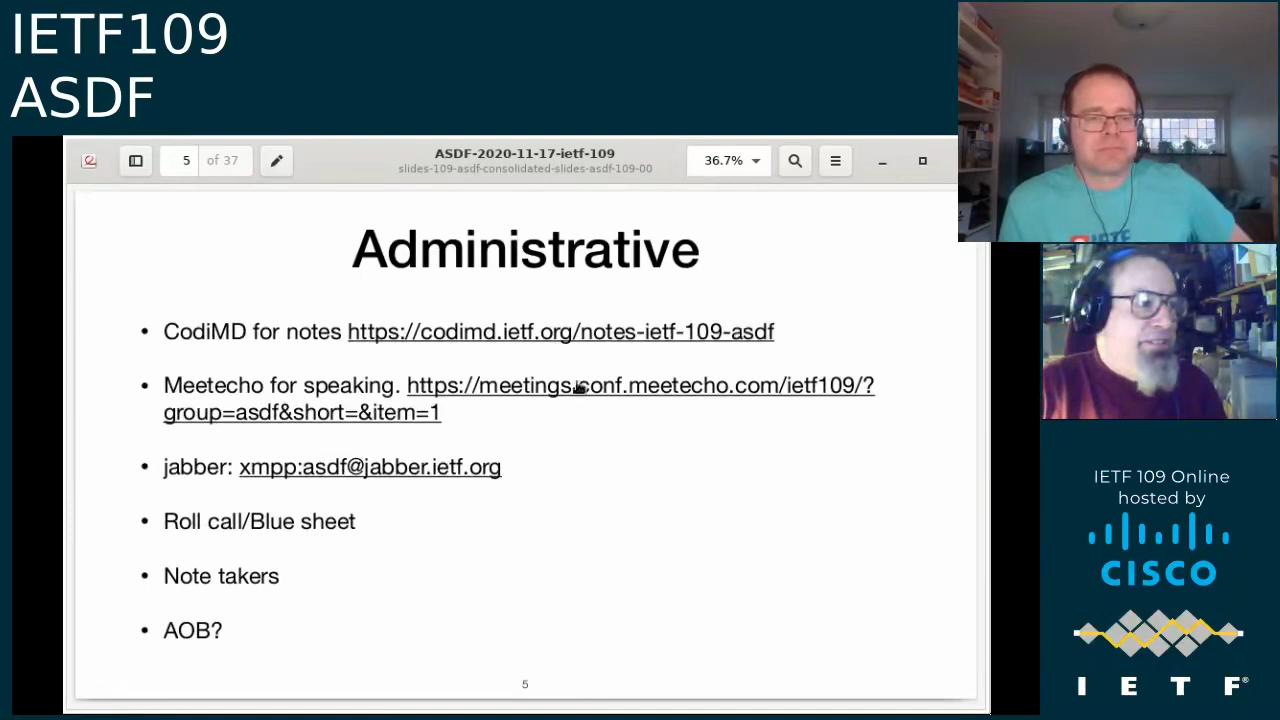 IETF109
ASDF
5 of 37
ASDF-2020-11-17-ietf-109
slides-109-asdf-consolidated-slides-asdf-109-00
36.7%
Administrative
• CodiMD for notes https://codimd.ietf.org/notes-ietf-109-asdf
• Meetecho for speaking. https://meetings.conf.meetecho.com/ietf109/?
group=asdf&short=&item=1
• jabber: xmpp:asdf@jabber.ietf.org
• Roll call/Blue sheet
• Note takers
• AOB?
5
IETF 109 Online
hosted by
CISCO
I E T F®